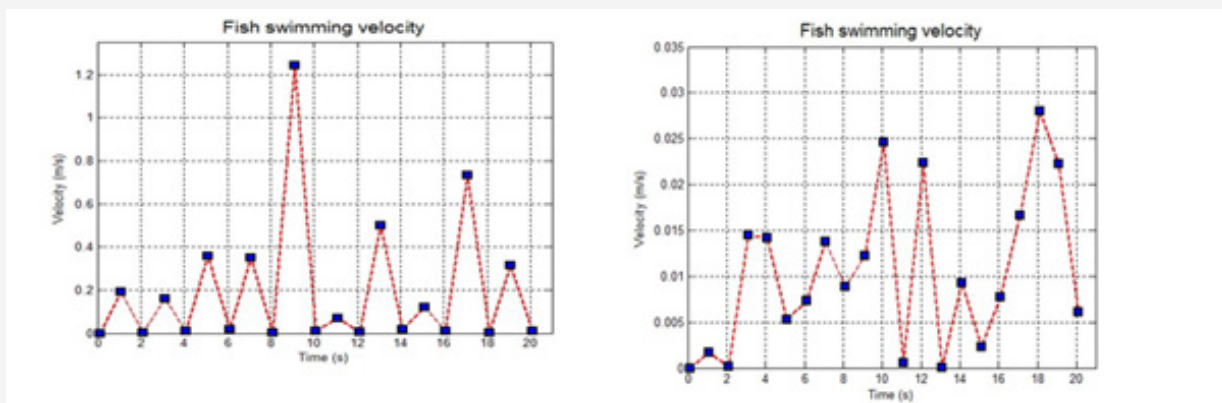 Fish swimming velocity
1.2
1
0.8
0.6
0.4
0.2
0
Velocity (m/s)
0 2 4 6 8 10 12 14 16 18 20
Time (s)
Fish swimming velocity
0.035
0.03
0.025
0.02
0.015
0.01
0.005
0
Velocity (m/s)
0 2 4 6 8 10 12 14 16 18 20
Time (s)